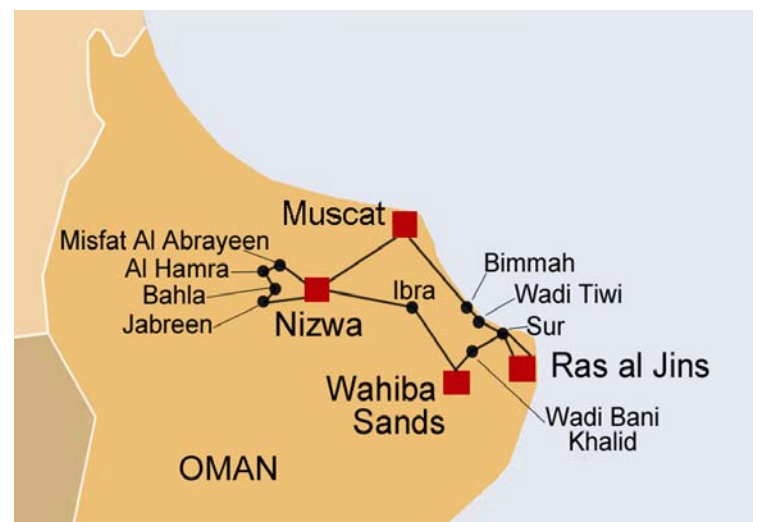 Muscat
Misfat Al Abrayeen
Al Hamra
Bahla
Jabreen
Nizwa
Ibra
Bimmah
Wadi Tiwi
Sur
Ras al Jins
Wahiba
Sands
Wadi Bani
Khalid
OMAN